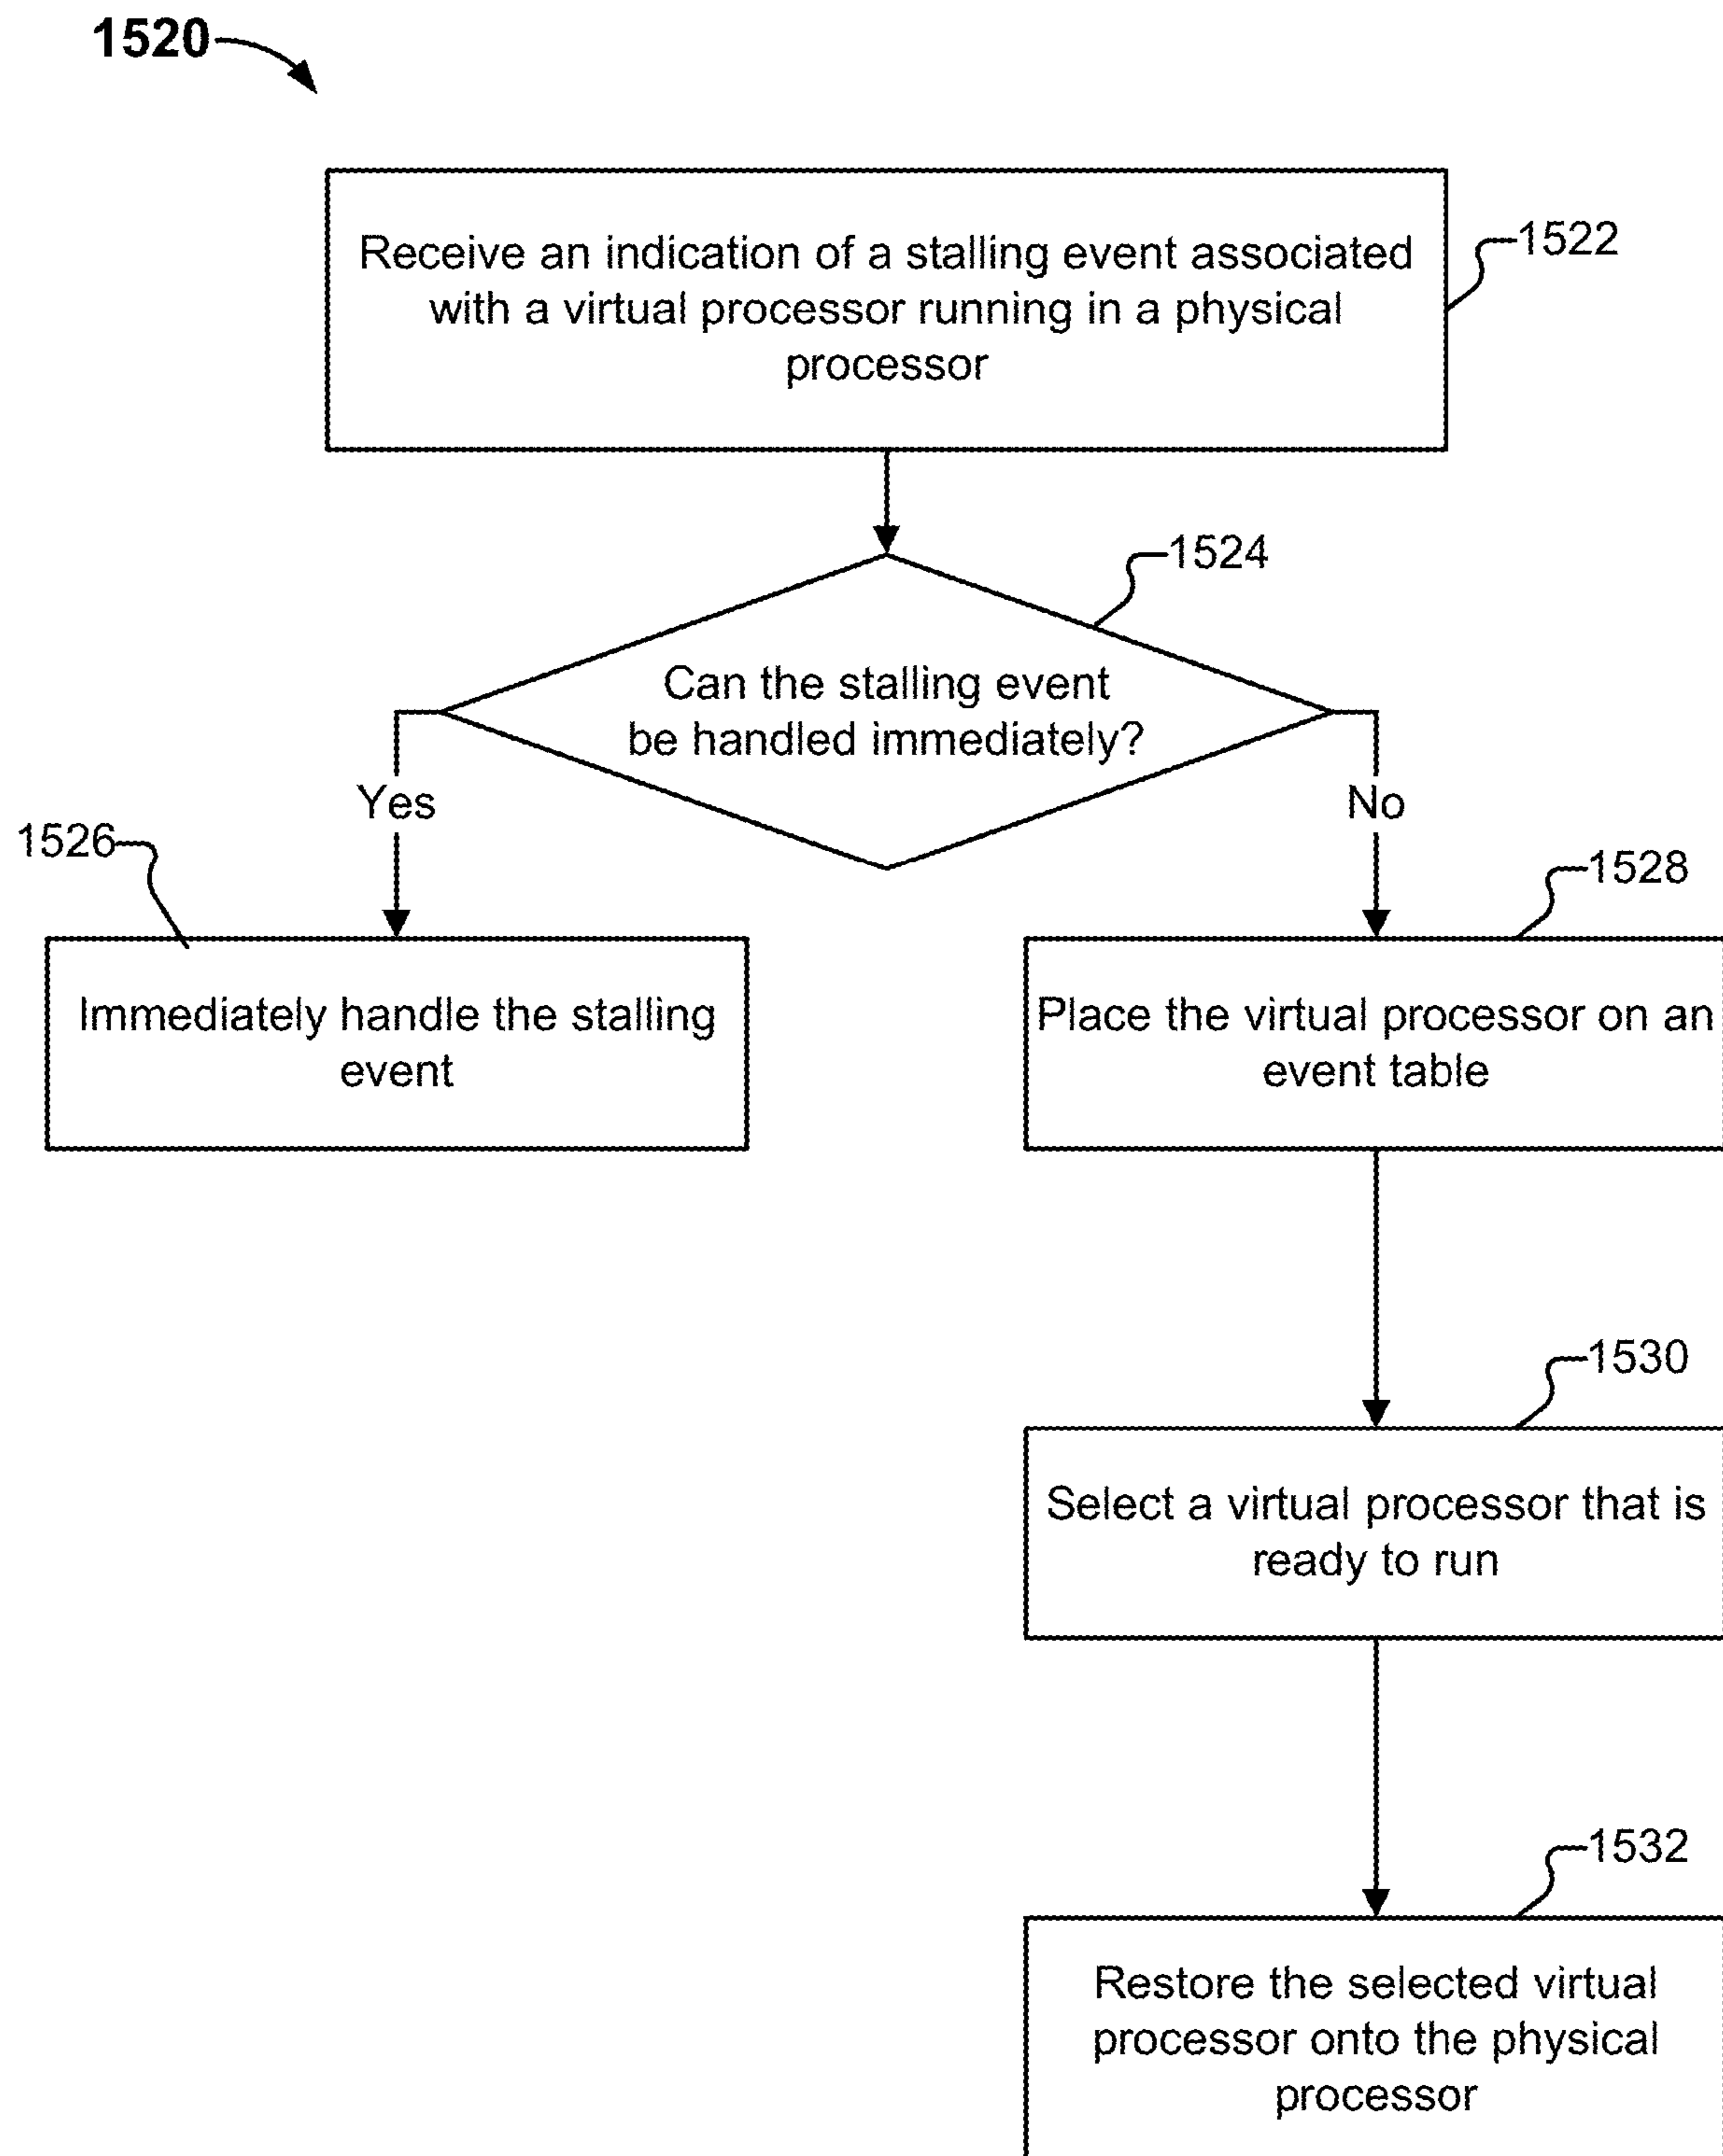 1520
Receive an indication of a stalling event associated
with a virtual processor running in a physical
processor
1522
1524
Can the stalling event
be handled immediately?
Yes
No
1526
1528
Immediately handle the stalling
event
Place the virtual processor on an
event table
1530
Select a virtual processor that is
ready to run
1532
Restore the selected virtual
processor onto the physical
processor